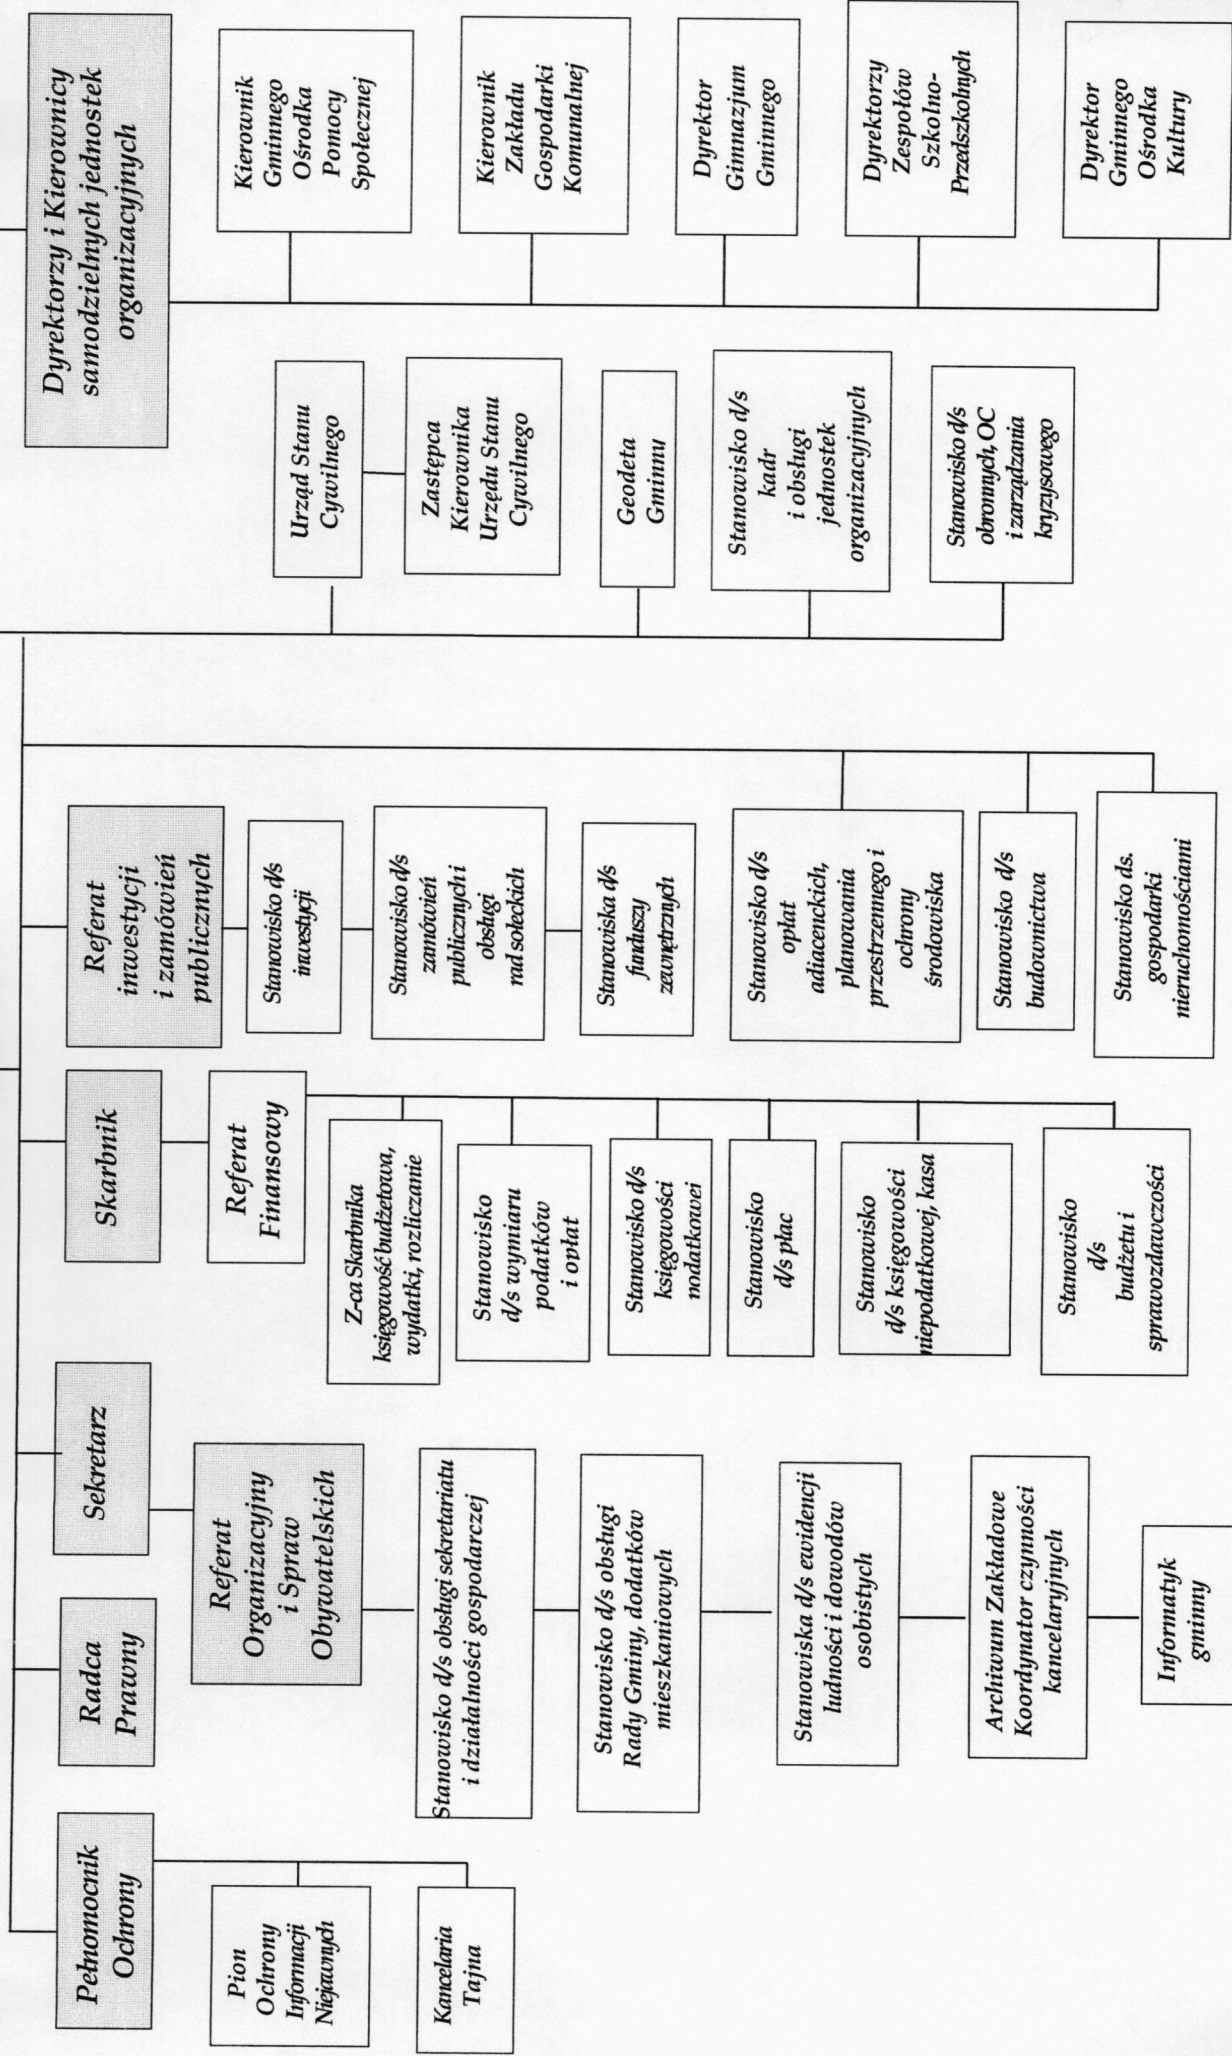 Pełnomocnik
Ochrony
Pion
Ochrony
Informacji
Niejawnych
Kancelaria
Tajna
Radca
Prawny
Sekretarz
Referat
Organizacyjny
i Spraw
Obywatelskich
Stanowisko d/s obsługi sekretariatu
i działalności gospodarczej
Stanowisko d/s obsługi
Rady Gminy, dodatków
mieszkaniowych
Stanowiska d/s ewidencji
ludności i dowodów
osobistych
Archiwum Zakładowe
Koordynator czynności
kancelaryjnych
Informatyk
gminny
Skarbnik
Referat
Finansowy
Z-ca Skarbnika
księgowość budżetowa,
wydatki, rozliczanie
Stanowisko
d/s wymiaru
podatków
i opłat
Stanowisko d/s
księgowości
nodatkowei
Stanowisko
d/s płac
Stanowisko
d/s księgowości
niepodatkowej, kasa
Stanowisko
d/s
budżetu i
sprawozdawczości
Referat
inwestycji
i zamówień
publicznych
Stanowisko d/s
inwestycji
Stanowisko d/s
zamówień
publicznych i
obsługi
rad sołeckich
Stanowiska d/s
funduszy
zewnętrznych
Stanowisko d/s
opłat
adiacenckich,
planowania
przestrzennego i
ochrony
środowiska
Stanowisko d/s
budownictwa
Stanowisko ds.
gospodarki
nieruchomościami
Urząd Stanu
Cywilnego
Zastępca
Kierownika
Urzędu Stanu
Cywilnego
Geodeta
Gminny
Stanowisko d/s
kadr
i obsługi
jednostek
organizacyjnych
Stanowisko d/s
obronnych, OC
i zarządzania
kryzysowego
Dyrektorzy i Kierownicy
samodzielnych jednostek
organizacyjnych
Kierownik
Gminnego
Ośrodka
Pomocy
Społecznej
Kierownik
Zakładu
Gospodarki
Komunalnej
Dyrektor
Gimnazjum
Gminnego
Dyrektorzy
Zespołów
Szkolno-
Przedszkolnych
Dyrektor
Gminnego
Ośrodka
Kultury